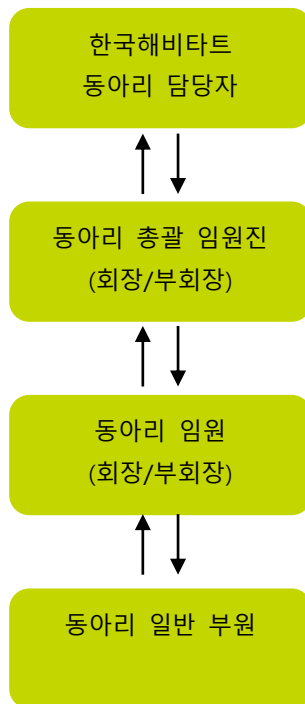 한국해비타트
동아리 담당자
동아리 총괄 임원진
(회장/부회장)
동아리 임원
(회장/부회장)
동아리 일반 부원